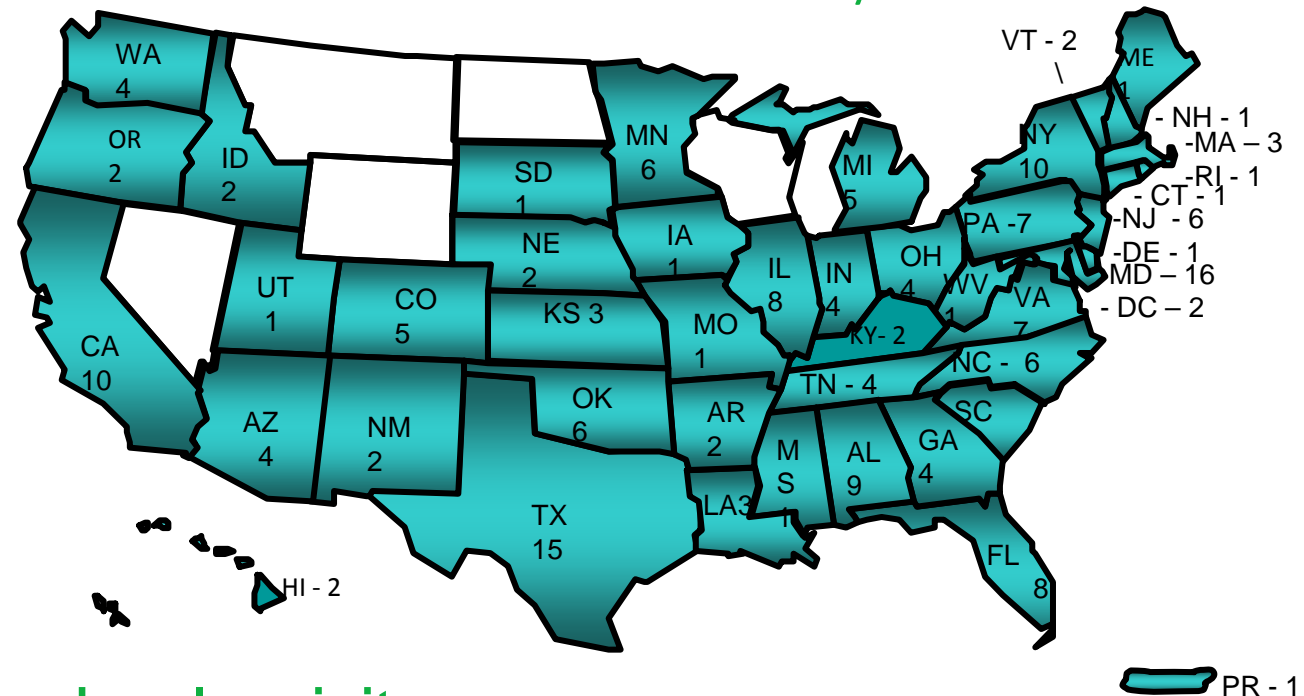 WA
4
OR
2
ID
2
CA
10
UT
1
AZ
4
CO
5
NM
2
SD
1
NE
2
KS 3
OK
6
TX
15
MN
6
IA
1
MO
1
AR
2
LA3
IL
8
MI
5
IN
4
OH
4
KY- 2
TN - 4
M
S
1
AL
9
GA
4
SC
FL
8
NC - 6
VA
7
WV
1
PA -7
NY
10
VT - 2
ME
1
- NH - 1
-MA – 3
-RI - 1
- CT - 1
-NJ - 6
-DE - 1
MD – 16
- DC – 2
HI - 2
PR - 1